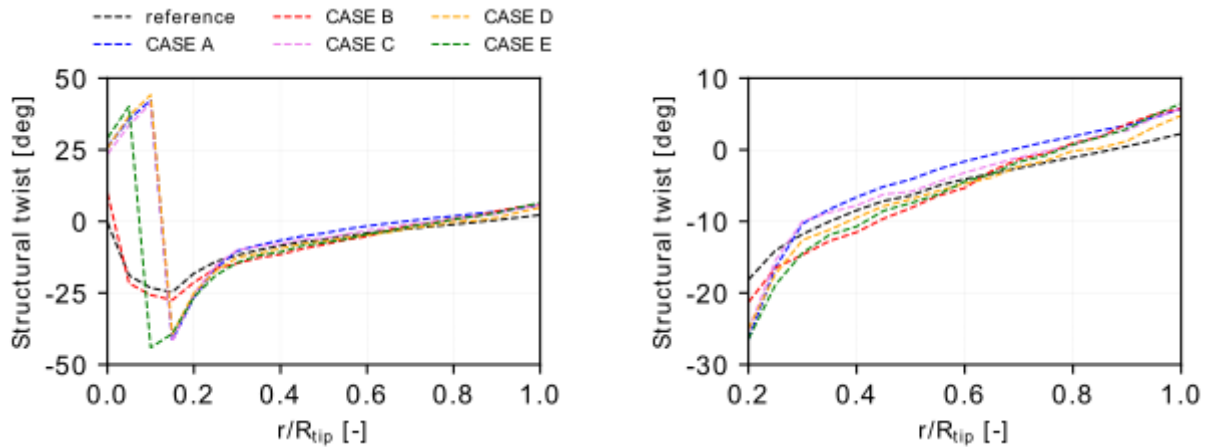 reference CASE B CASE D
CASE A CASE C CASE E
Structural twist [deg]
50
25
0
-25
-50
0.0 0.2 0.4 0.6 0.8 1.0
r/Rtip [-]
Structural twist [deg]
10
0
-10
-20
-30
0.2 0.4 0.6 0.8 1.0
r/Rtip [-]